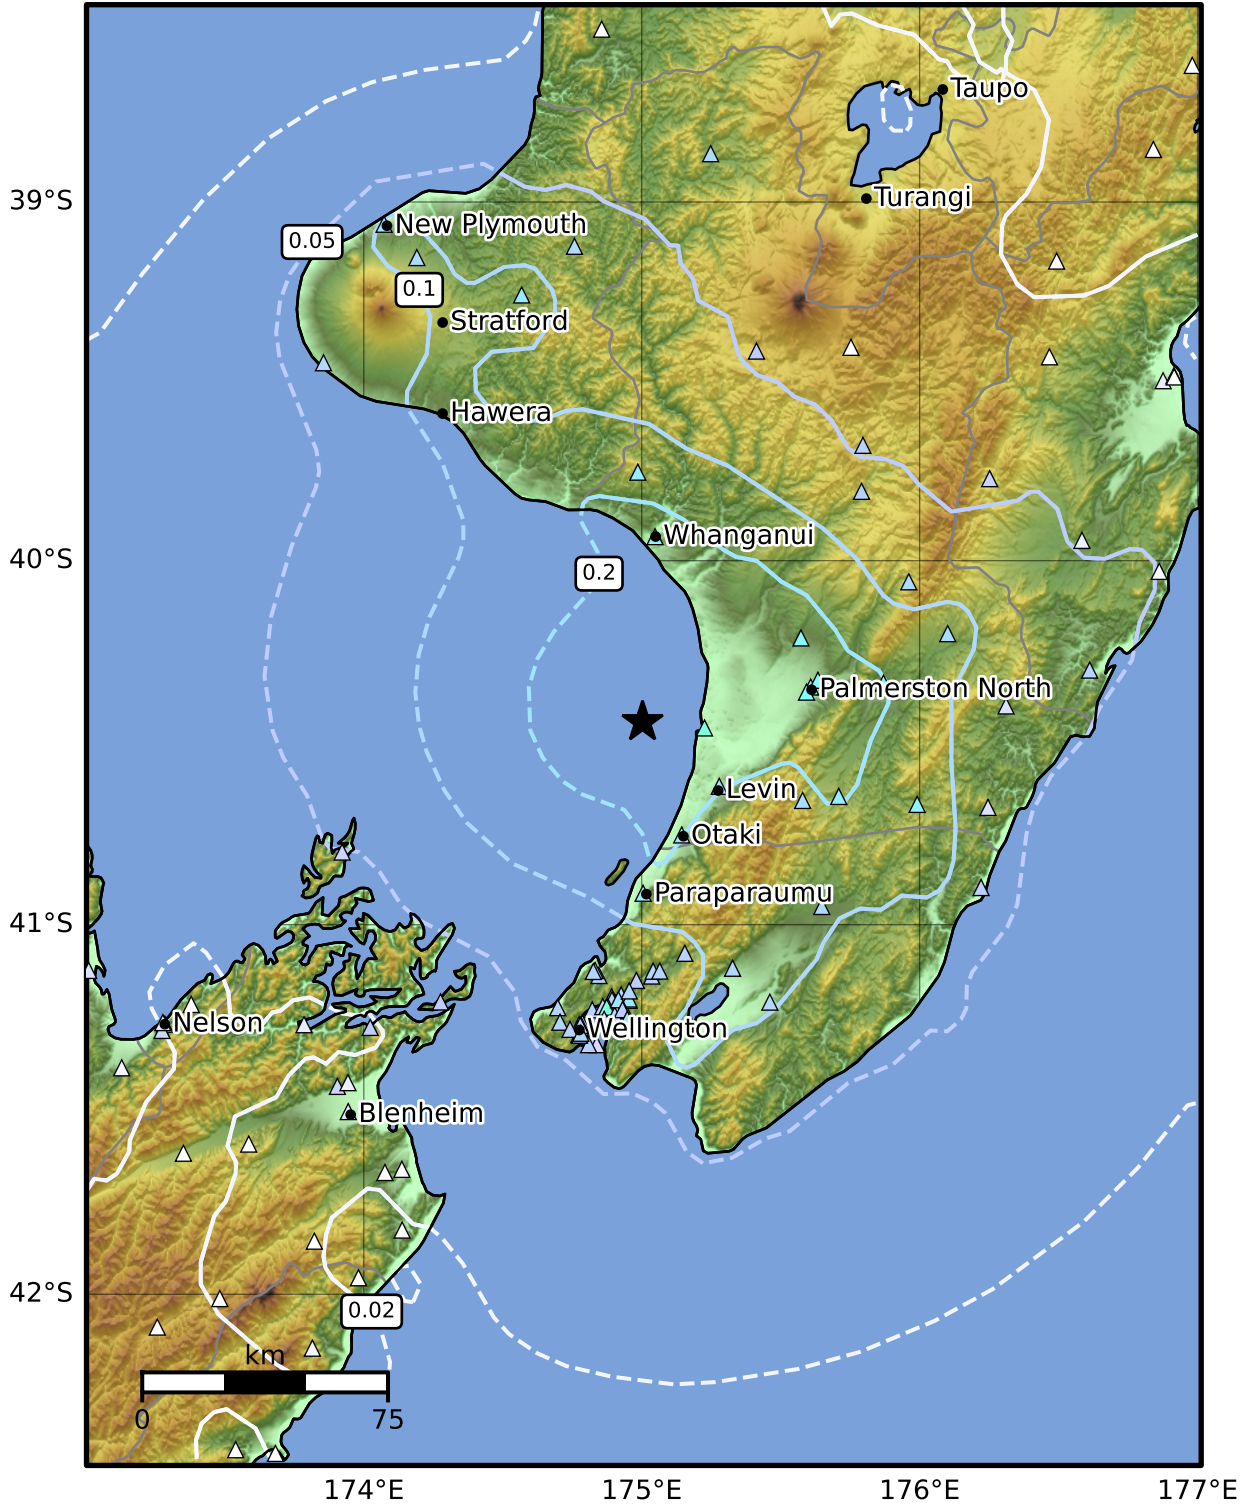 Taupo
39°S
Turangi
New Plymouth
0.05
0.1
Stratford
Hawera
Whanganui
40°S
0.2
Palmerston North
Levin
Otaki
Paraparaumu
41°S
Nelson
Wellington
Blenheim
42°S
0.02
km
0 75
174°E 175°E 176°E 177°E